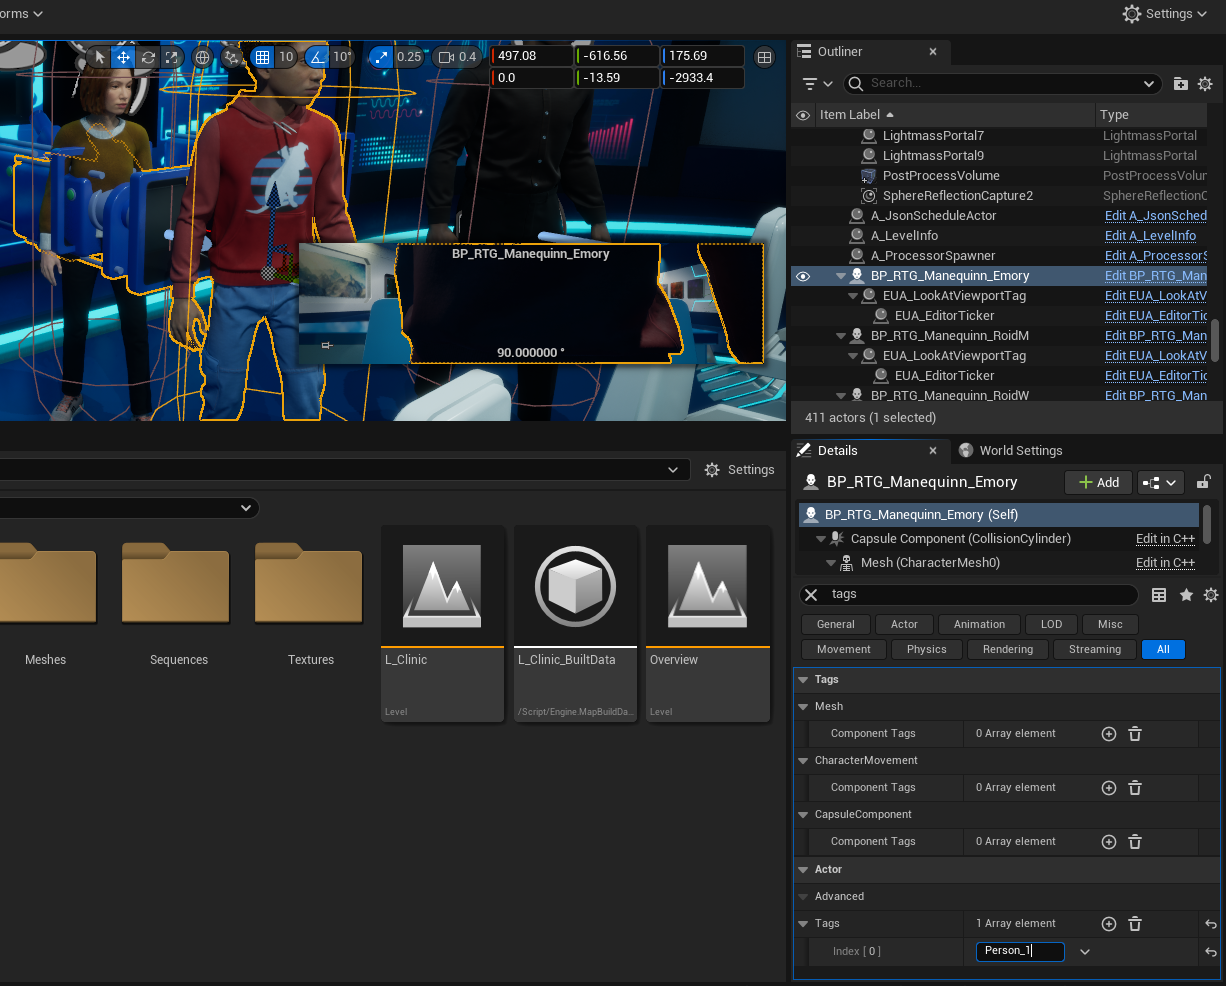 orms
Settings
10
10°
0.25
0.4
497.08
-616.56
175.69
0.0
-13.59
-2933.4
BP_RTG_Manequinn_Emory
90.000000 °
Outliner
Search...
Item Label
Type
LightmassPortal7
LightmassPortal
LightmassPortal9
LightmassPortal
PostProcessVolume
PostProcessVolur
SphereReflectionCapture2
SphereReflectionC
A_JsonScheduleActor
Edit A_JsonSched
A_LevelInfo
Edit A_LevelInfo
A_ProcessorSpawner
Edit A_ProcessorS
BP_RTG_Manequinn_Emory
Edit BP_RTG_Man
EUA_LookAtViewportTag
Edit EUA_LookAtV
EUA_EditorTicker
Edit EUA_EditorTic
BP_RTG_Manequinn_RoidM
Edit BP_RTG_Man
EUA_LookAtViewportTag
Edit EUA_LookAtV
EUA_EditorTicker
Edit EUA_EditorTic
BP_RTG_Manequinn_RoidW
Edit BP_RTG_Man
411 actors (1 selected)
Settings
Meshes
Sequences
Textures
L_Clinic
Level
L_Clinic_BuiltData
/Script/Engine.MapBuildDa...
Overview
Level
Details
World Settings
BP_RTG_Manequinn_Emory
Add
BP_RTG_Manequinn_Emory (Self)
Capsule Component (CollisionCylinder)
Edit in C++
Mesh (CharacterMesh0)
Edit in C++
tags
General
Actor
Animation
LOD
Misc
Movement
Physics
Rendering
Streaming
All
Tags
Mesh
Component Tags
0 Array element
CharacterMovement
Component Tags
0 Array element
CapsuleComponent
Component Tags
0 Array element
Actor
Advanced
Tags
1 Array element
Index [ 0 ]
Person_1